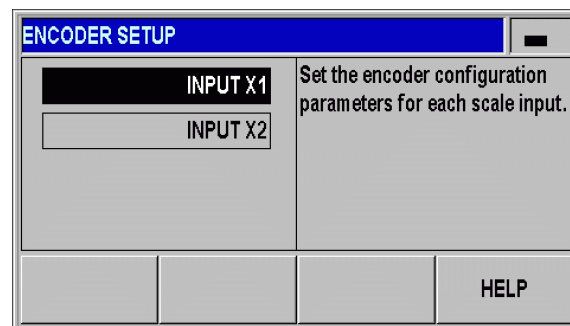 ENCODER SETUP
INPUT X1
INPUT X2
Set the encoder configuration
parameters for each scale input.
HELP